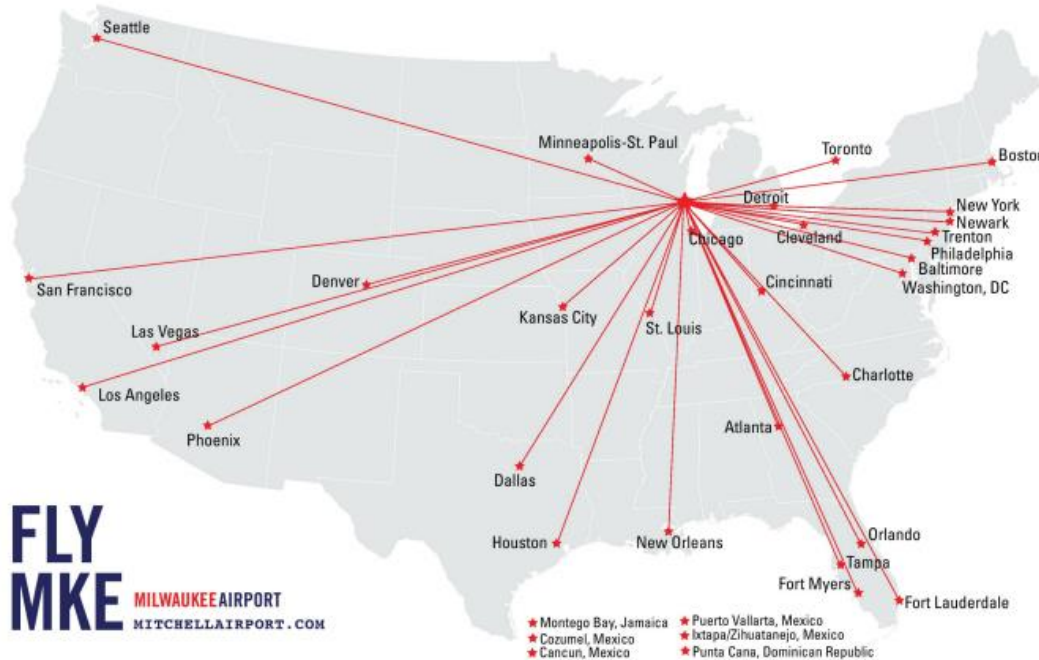 Seattle
Minneapolis-St. Paul
Toronto
Boston
Detroit
New York
Newark
Chicago
Cleveland
Trenton
Philadelphia
Baltimore
San Francisco
Denver
Cincinnati
Washington, DC
Kansas City
St. Louis
Las Vegas
Los Angeles
Charlotte
Phoenix
Atlanta
Dallas
Houston
New Orleans
Orlando
Tampa
Fort Myers
Fort Lauderdale
FLY
MKE
MILWAUKEEAIRPORT
MITCHELLAIRPORT.COM
Montego Bay, Jamaica
Cozumel, Mexico
Cancun, Mexico
Puerto Vallarta, Mexico
Ixtapa/Zihuatanejo, Mexico
Punta Cana, Dominican Republic